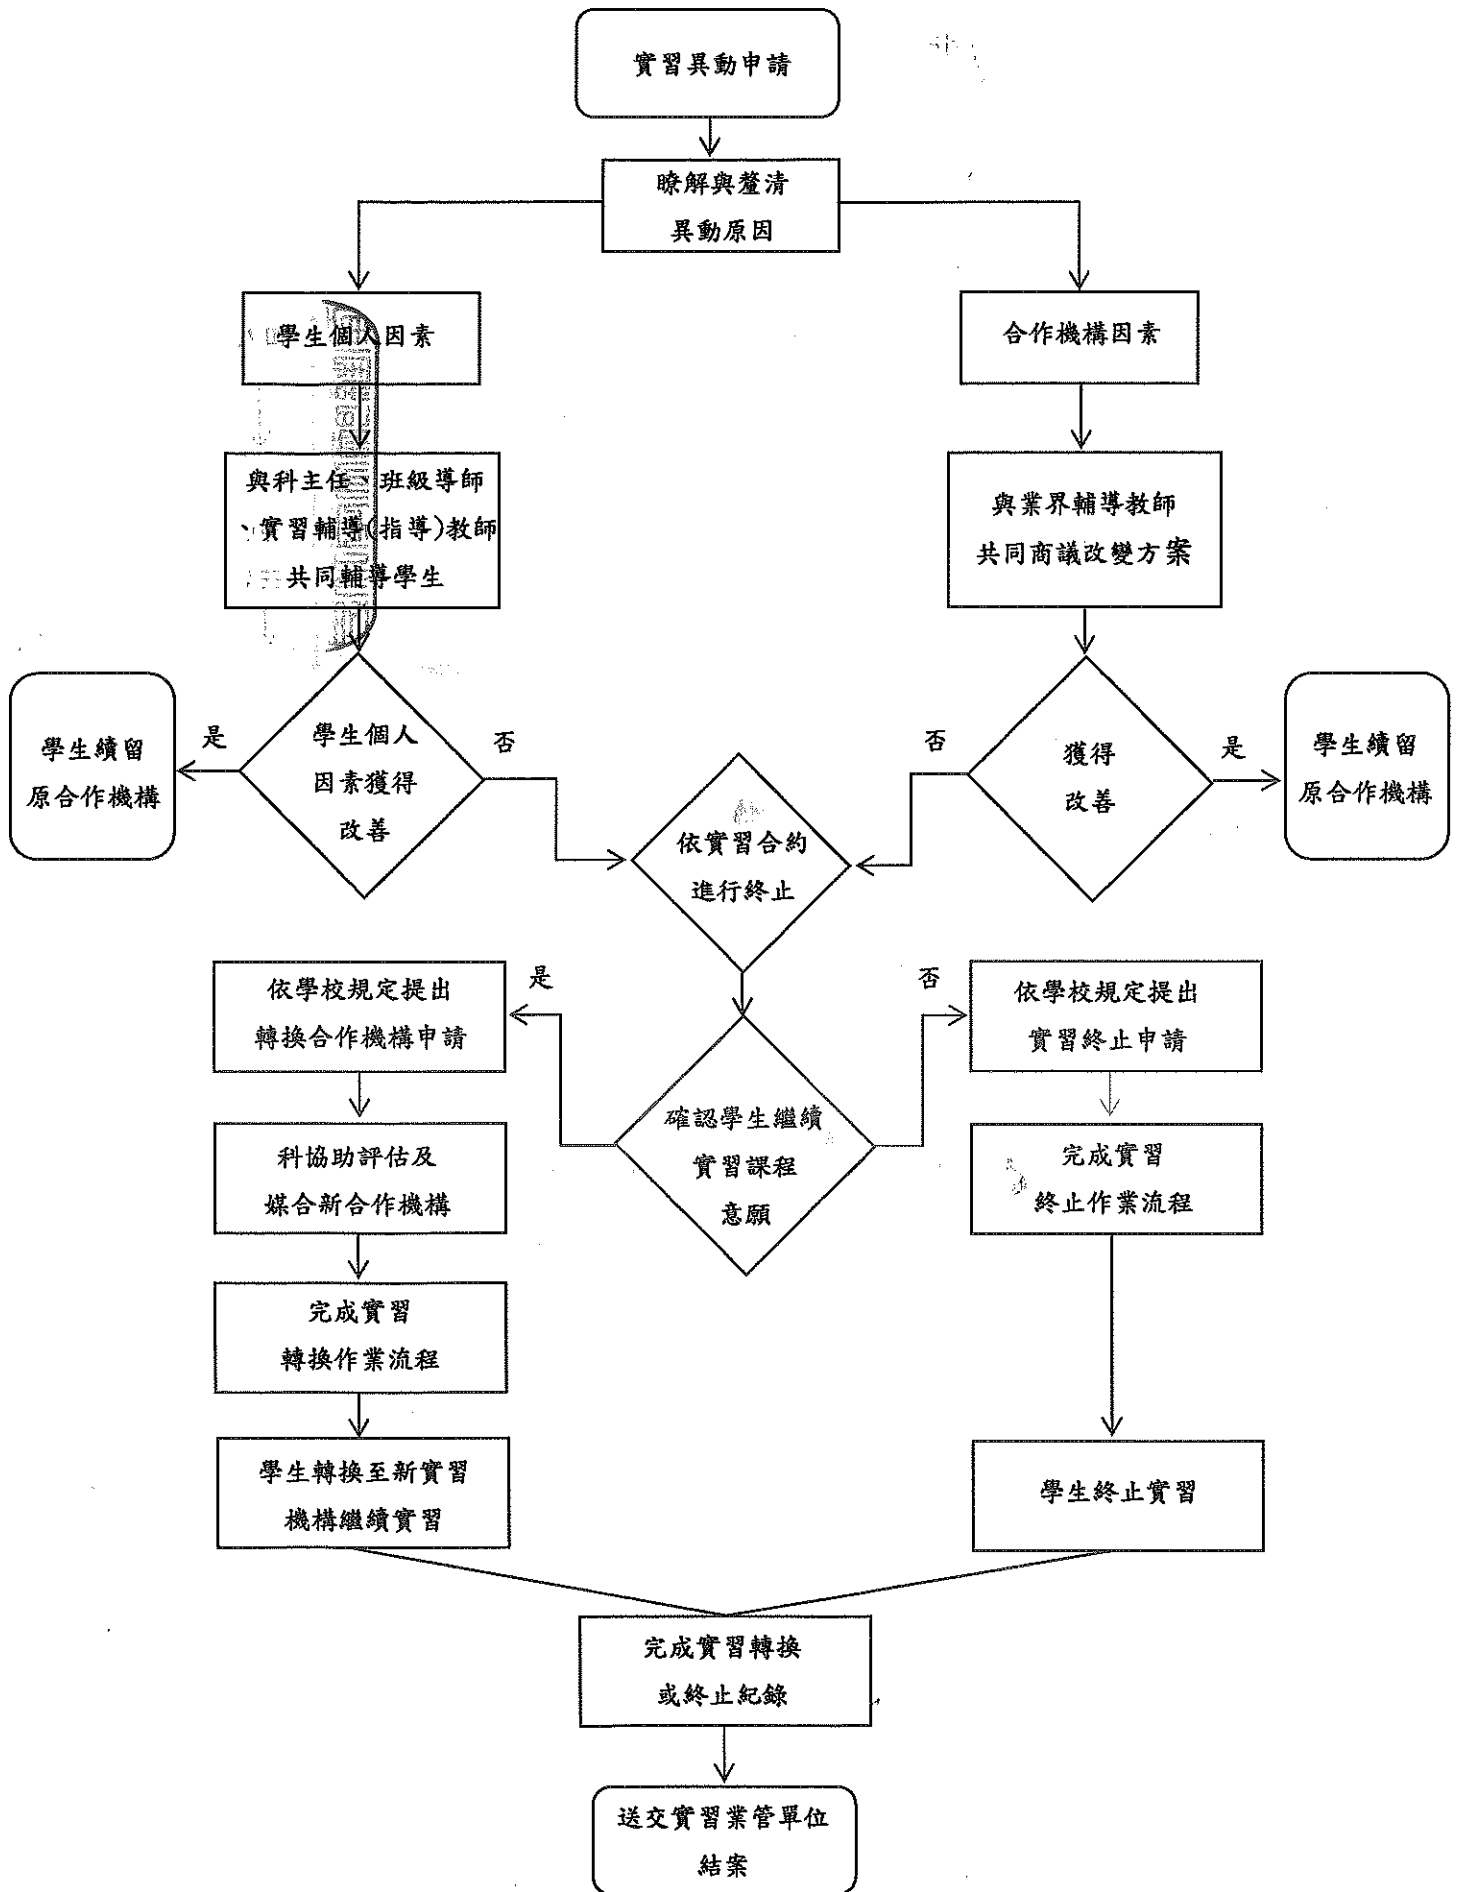 實習異動申請
瞭解與釐清
異動原因
學生個人因素
合作機構因素
與科主任、班級導師
、實習輔導(指導)教師
共同輔導學生
與業界輔導教師
共同商議改變方案
學生續留
原合作機構
是
學生個人
因素獲得
改善
否
依實習合約
進行終止
否
獲得
改善
是
學生續留
原合作機構
依學校規定提出
轉換合作機構申請
是
確認學生繼續
實習課程
意願
否
依學校規定提出
實習終止申請
科協助評估及
媒合新合作機構
完成實習
終止作業流程
完成實習
轉換作業流程
學生轉換至新實習
機構繼續實習
學生終止實習
完成實習轉換
或終止紀錄
送交實習業管單位
結案